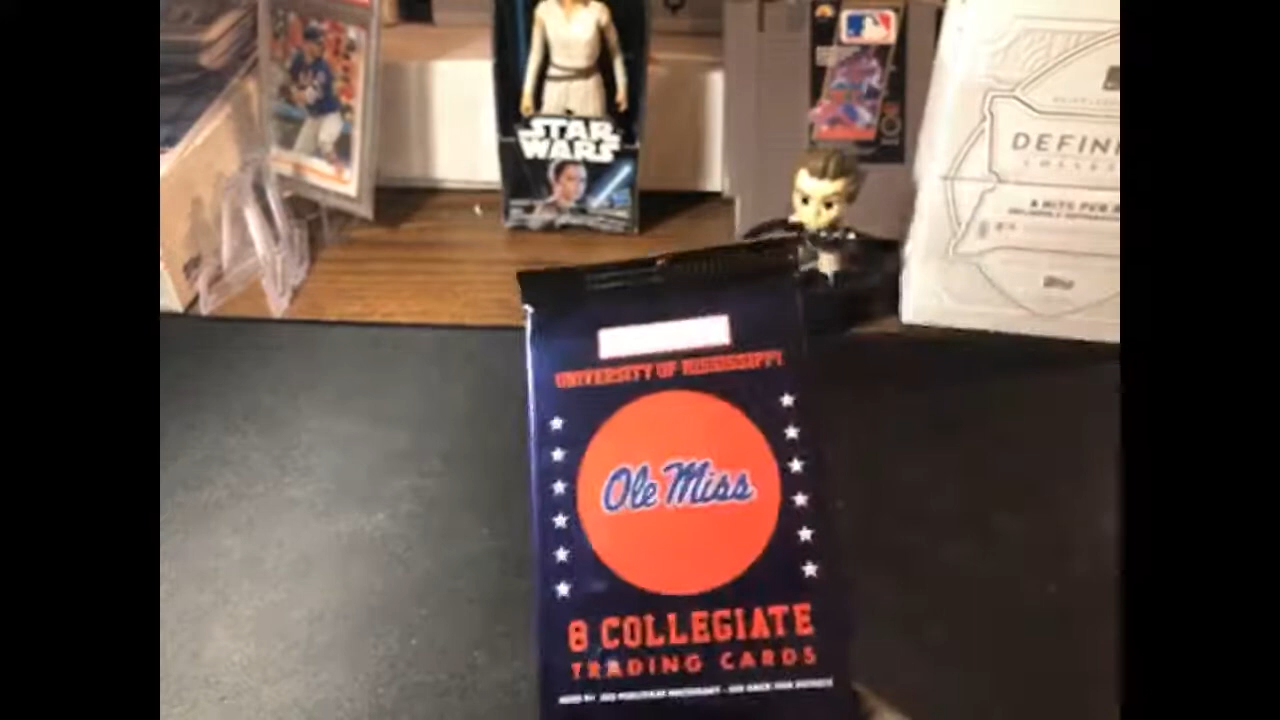 STAR
WARS
DEFIN
UNIVERSITY OF MISSISSIPPI
Ole Miss
8 COLLEGIATE
TRADING CARDS